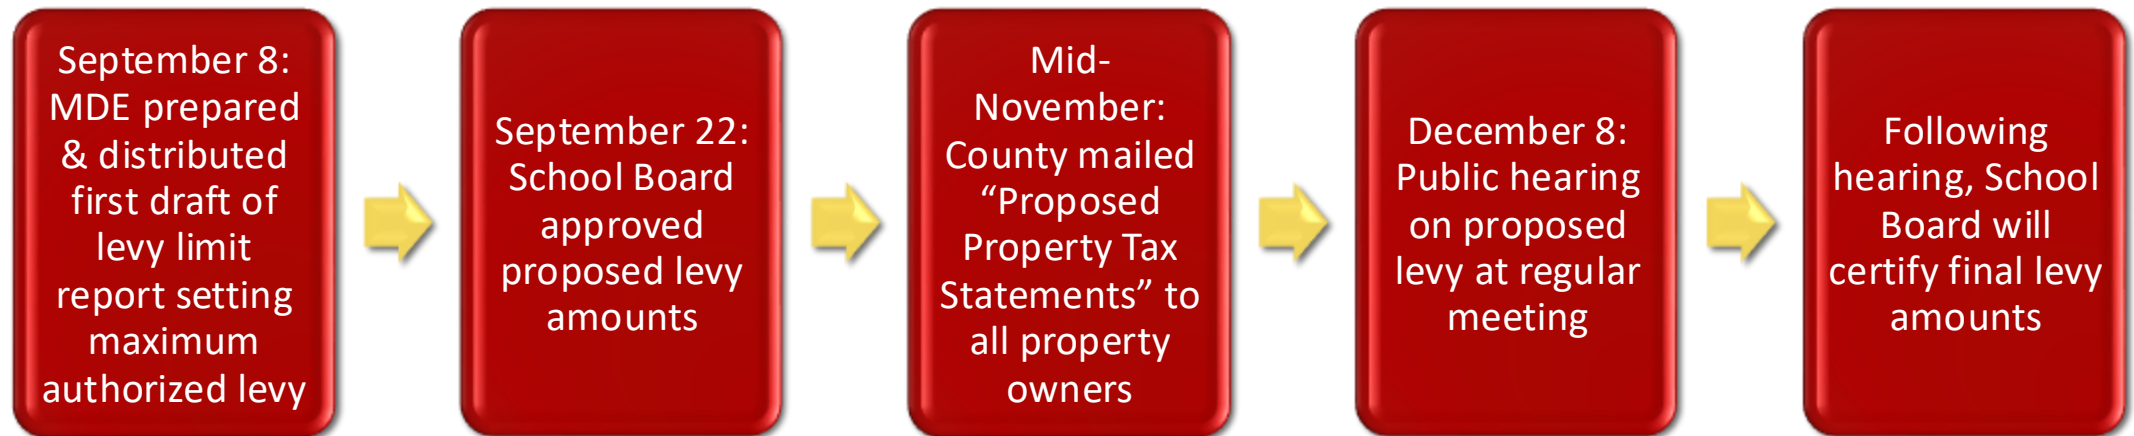 September 8:
MDE prepared
& distributed
first draft of
levy limit
report setting
maximum
authorized levy
September 22:
School Board
approved
proposed levy
amounts
Mid-
November:
County mailed
“Proposed
Property Tax
Statements” to
all property
owners
December 8:
Public hearing
on proposed
levy at regular
meeting
Following
hearing, School
Board will
certify final levy
amounts